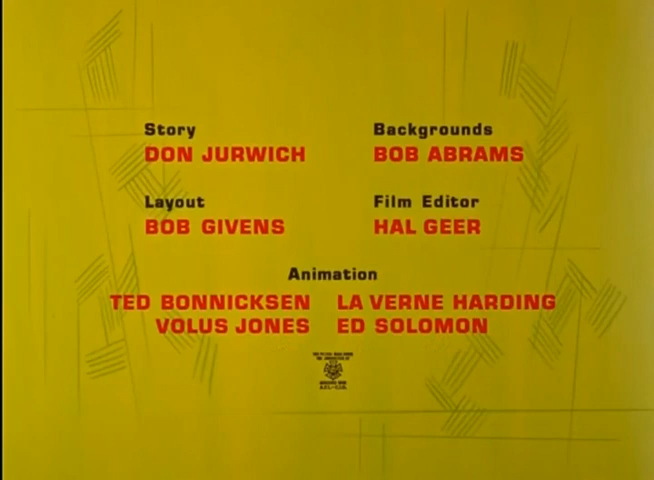 Story
DON JURWICH
Backgrounds
BOB ABRAMS
Layout
BOB GIVENS
Film Editor
HAL GEER
Animation
TED BONNICKSEN LA VERNE HARDING
VOLUS JONES ED SOLOMON